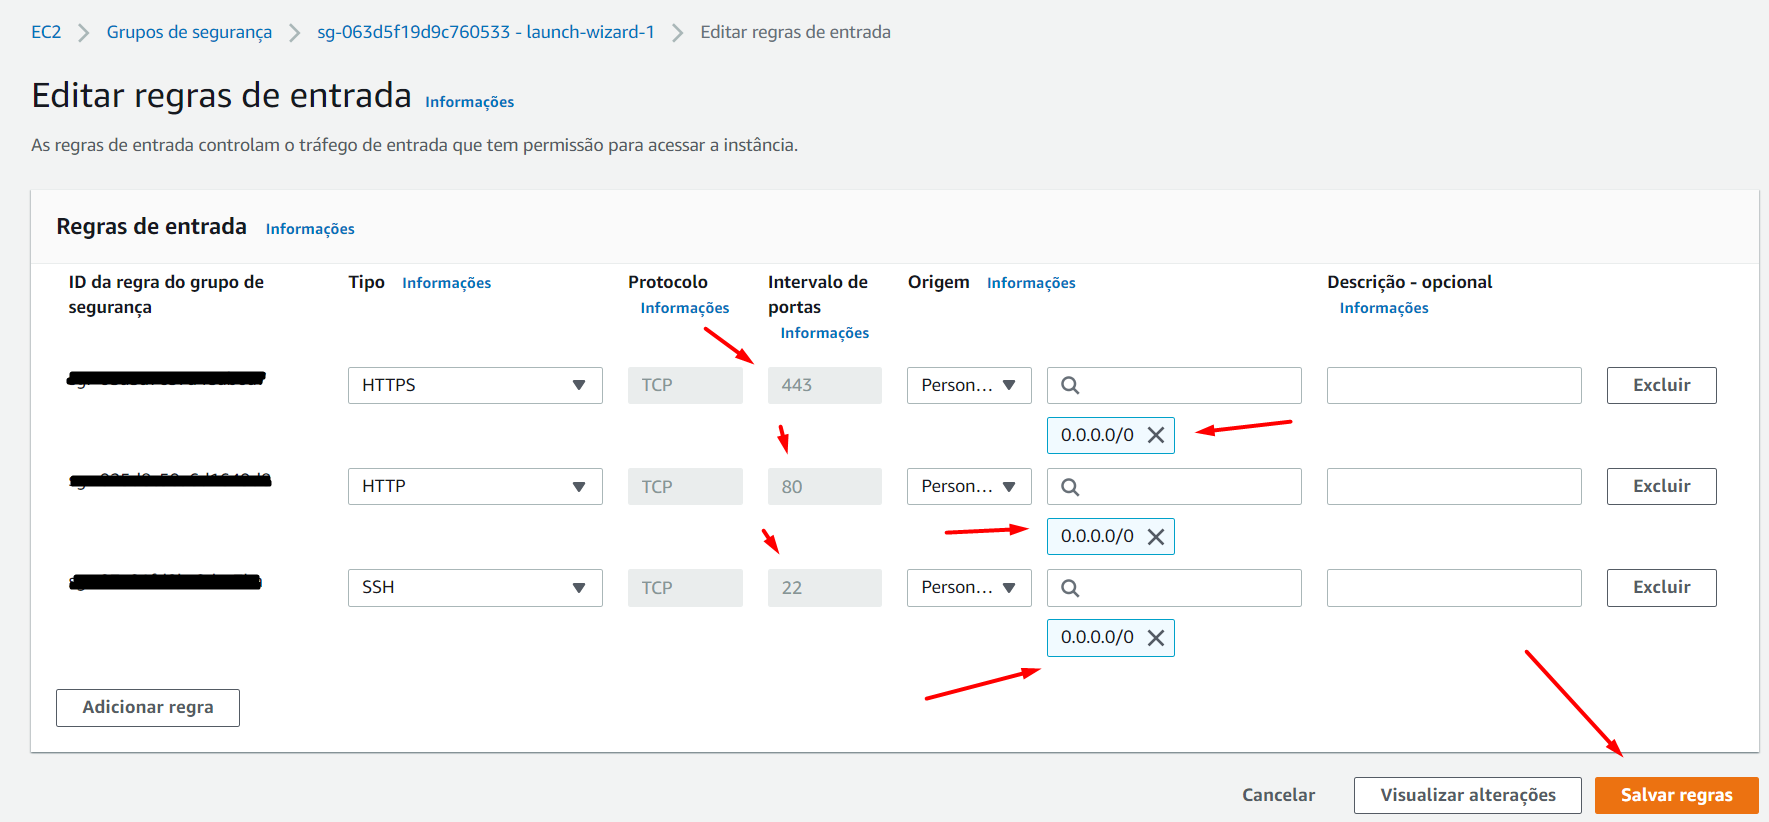 EC2 > Grupos de segurança > sg-063d5f19d9c760533 - launch-wizard-1 > Editar regras de entrada
Editar regras de entrada Informações
As regras de entrada controlam o tráfego de entrada que tem permissão para acessar a instância.
Regras de entrada Informações
ID da regra do grupo de segurança
Tipo Informações
Protocolo Informações
Intervalo de portas Informações
Origem Informações
Descrição - opcional Informações
HTTPS TCP 443 Person... Excluir
0.0.0.0/0
HTTP TCP 80 Person... Excluir
0.0.0.0/0
SSH TCP 22 Person... Excluir
0.0.0.0/0
Adicionar regra
Cancelar Visualizar alterações Salvar regras